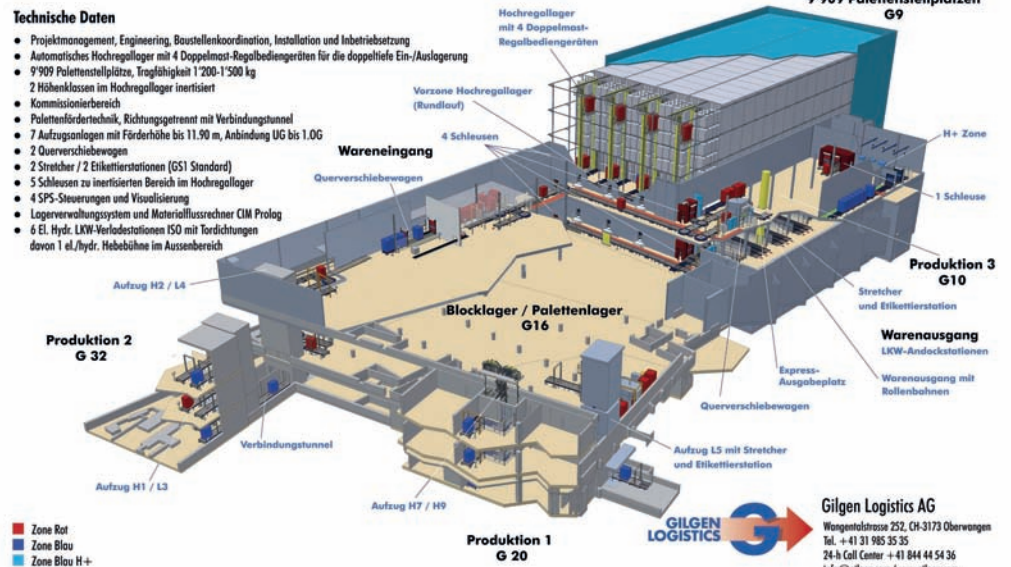 9'909 Palettenstellplätzen
G9
Technische Daten
• Projektmanagement, Engineering, Baustellenkoordination, Installation und Inbetriebsetzung
• Automatisches Hochregallager mit 4 Doppelmast-Regalbediengeräten für die doppeltiefe Ein-/Auslagerung
• 9'909 Palettenstellplätze, Tragfähigkeit 1'200-1'500 kg
2 Höhenklassen im Hochregallager inertisiert
• Kommissionierbereich
• Palettenfördertechnik, Richtungsgetrennt mit Verbindungstunnel
• 7 Aufzugsanlagen mit Förderhöhe bis 11.90 m, Anbindung UG bis 1.OG
• 2 Querverschiebewagen
• 2 Stretcher / 2 Etikettierstationen (GS1 Standard)
• 5 Schleusen zu inertisierten Bereich im Hochregallager
• 4 SPS-Steuerungen und Visualisierung
• Lagerverwaltungssystem und Materialflussrechner CIM Prolag
• 6 El. Hydr. LKW-Verladestationen ISO mit Tordichtungen
davon 1 el./hydr. Hebebühne im Aussenbereich
Hochregallager
mit 4 Doppelmast-
Regalbediengeräten
Vorzone Hochregallager
(Rundlauf)
4 Schleusen
Wareneingang
Querverschiebewagen
H+ Zone
1 Schleuse
Produktion 3
G10
Stretcher
und Etikettierstation
Warenausgang
LKW-Andockstationen
Warenausgang mit
Rollenbahnen
Express-
Ausgabeplatz
Querverschiebewagen
Aufzug H2 / L4
Blocklager / Palettenlager
G16
Produktion 2
G 32
Verbindungstunnel
Aufzug H1 / L3
Aufzug H7 / H9
Aufzug L5 mit Stretcher
und Etikettierstation
Produktion 1
G 20
Zone Rot
Zone Blau
Zone Blau H+
GILGEN
LOGISTICS
G
Gilgen Logistics AG
Wangentalstrasse 252, CH-3173 Oberwangen
Tel. +41 31 985 35 35
24-h Call Center +41 844 44 54 36